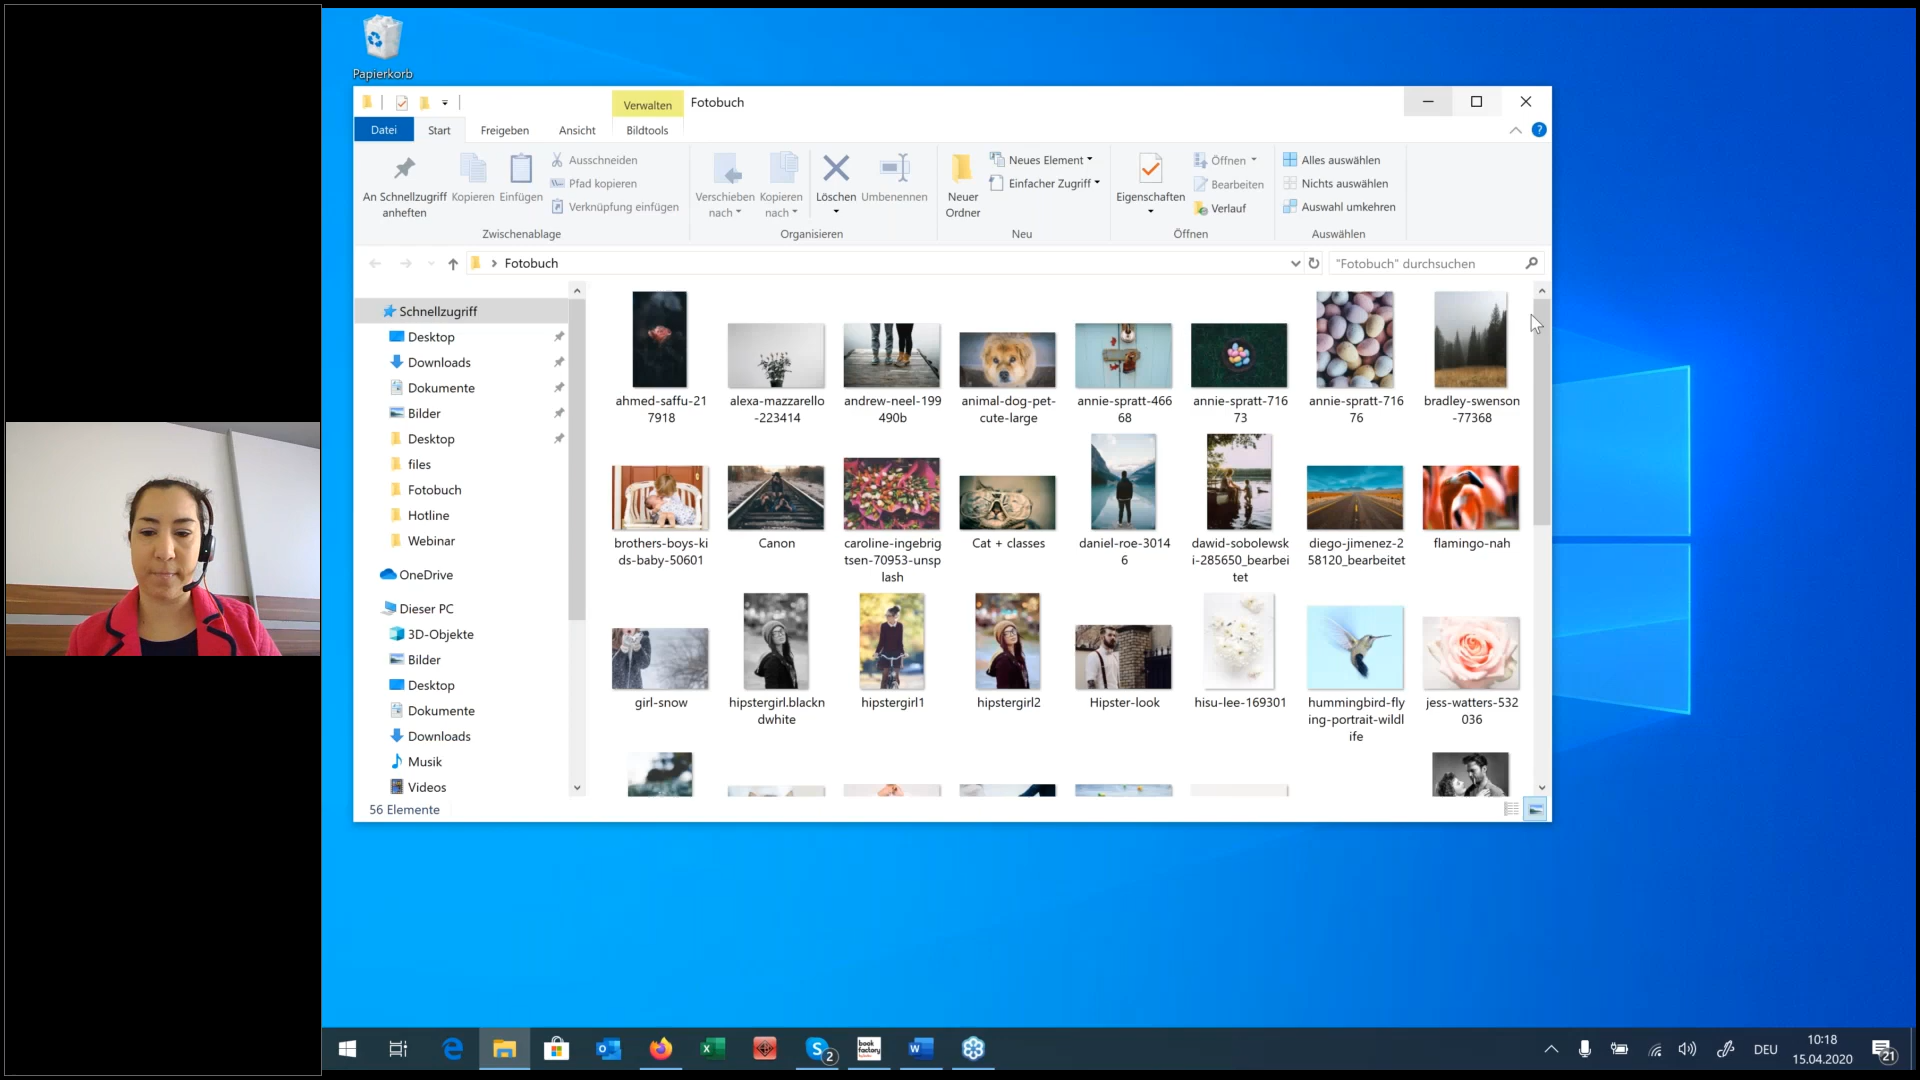 Papierkorb
Verwalten
Fotobuch
Datei
Start
Freigeben
Ansicht
Bildtools
An Schnellzugriff anheften
Kopieren
Einfügen
Ausschneiden
Pfad kopieren
Verknüpfung einfügen
Zwischenablage
Verschieben nach
Kopieren nach
Löschen
Umbenennen
Organisieren
Neuer Ordner
Neues Element
Einfacher Zugriff
Neu
Eigenschaften
Öffnen
Bearbeiten
Verlauf
Öffnen
Alles auswählen
Nichts auswählen
Auswahl umkehren
Auswählen
Fotobuch
"Fotobuch" durchsuchen
Schnellzugriff
Desktop
Downloads
Dokumente
Bilder
Desktop
files
Fotobuch
Hotline
Webinar
OneDrive
Dieser PC
3D-Objekte
Bilder
Desktop
Dokumente
Downloads
Musik
Videos
ahmed-saffu-21
7918
alexa-mazzarello
-223414
andrew-neel-199
490b
animal-dog-pet-
cute-large
annie-spratt-466
68
annie-spratt-716
73
annie-spratt-716
76
bradley-swenson
-77368
brothers-boys-ki
ds-baby-50601
Canon
caroline-ingebrig
tsen-70953-unsp
lash
Cat + classes
daniel-roe-3014
6
dawid-sobolewsk
i-285650_bearbei
tet
diego-jimenez-2
58120_bearbeitet
flamingo-nah
girl-snow
hipstergirl.blackn
dwhite
hipstergirl1
hipstergirl2
Hipster-look
hisu-lee-169301
hummingbird-fly
ing-portrait-wildl
ife
jess-watters-532
036
56 Elemente
2
book
factory
DEU
10:18
15.04.2020
21